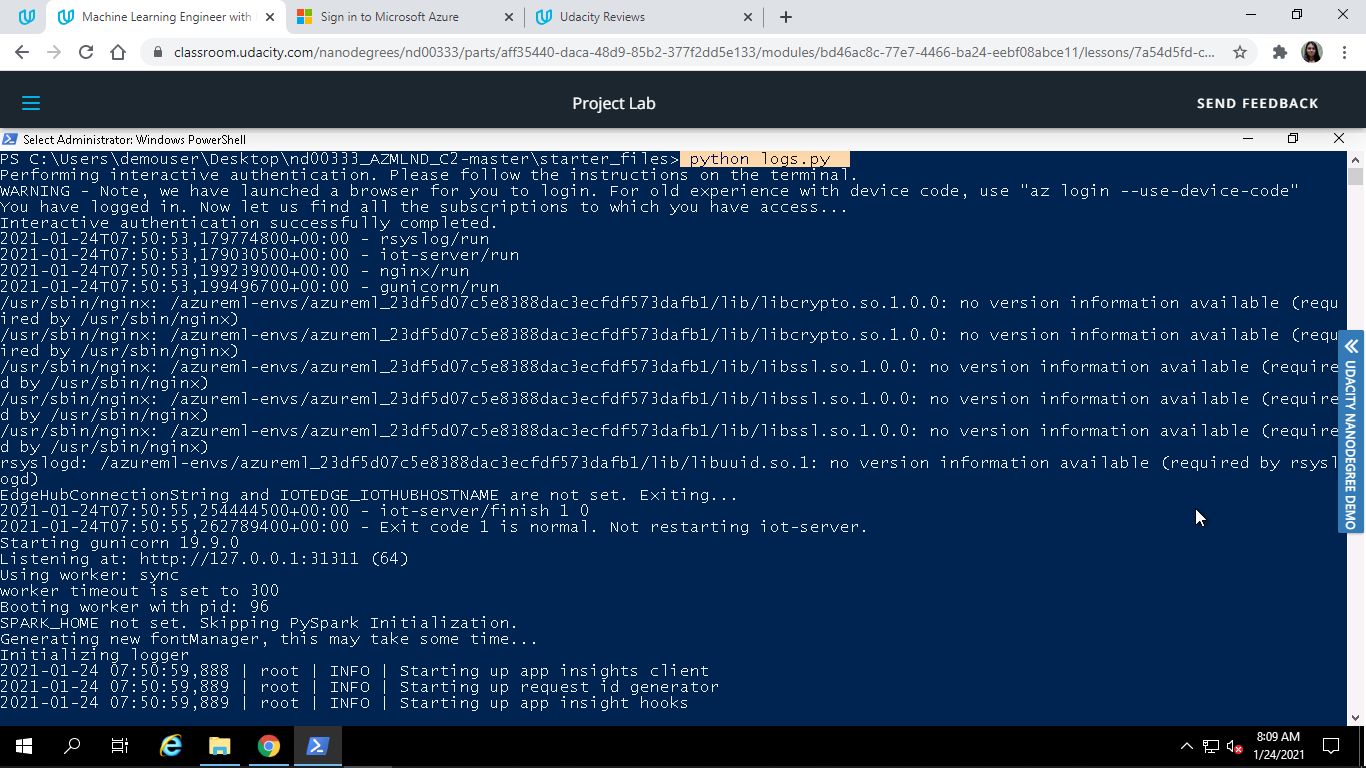 Machine Learning Engineer with
Sign in to Microsoft Azure
Udacity Reviews
classroom.udacity.com/nanodegrees/nd00333/parts/aff35440-daca-48d9-85b2-377f2dd5e133/modules/bd46ac8c-77e7-4466-ba24-eebf08abce11/lessons/7a54d5fd-c...
Project Lab
SEND FEEDBACK
Select Administrator: Windows PowerShell
PS C:\Users\demouser\Desktop\nd00333_AZMLND_C2-master\starter_files> python logs.py
Performing interactive authentication. Please follow the instructions on the terminal.
WARNING - Note, we have launched a browser for you to login. For old experience with device code, use "az login --use-device-code"
You have logged in. Now let us find all the subscriptions to which you have access...
Interactive authentication successfully completed.
2021-01-24T07:50:53,179774800+00:00 - rsyslog/run
2021-01-24T07:50:53,179030500+00:00 - iot-server/run
2021-01-24T07:50:53,199239000+00:00 - nginx/run
2021-01-24T07:50:53,199496700+00:00 - gunicorn/run
/usr/sbin/nginx: /azureml-envs/azureml_23df5d07c5e8388dac3ecfdf573dafb1/lib/libcrypto.so.1.0.0: no version information available (requ
ired by /usr/sbin/nginx)
/usr/sbin/nginx: /azureml-envs/azureml_23df5d07c5e8388dac3ecfdf573dafb1/lib/libcrypto.so.1.0.0: no version information available (requ
ired by /usr/sbin/nginx)
/usr/sbin/nginx: /azureml-envs/azureml_23df5d07c5e8388dac3ecfdf573dafb1/lib/libssl.so.1.0.0: no version information available (require
d by /usr/sbin/nginx)
/usr/sbin/nginx: /azureml-envs/azureml_23df5d07c5e8388dac3ecfdf573dafb1/lib/libssl.so.1.0.0: no version information available (require
d by /usr/sbin/nginx)
/usr/sbin/nginx: /azureml-envs/azureml_23df5d07c5e8388dac3ecfdf573dafb1/lib/libssl.so.1.0.0: no version information available (require
d by /usr/sbin/nginx)
rsyslogd: /azureml-envs/azureml_23df5d07c5e8388dac3ecfdf573dafb1/lib/libuuid.so.1: no version information available (required by rsysl
ogd)
EdgeHubConnectionString and IOTEDGE_IOTHUBHOSTNAME are not set. Exiting...
2021-01-24T07:50:55,254444500+00:00 - iot-server/finish 1 0
2021-01-24T07:50:55,262789400+00:00 - Exit code 1 is normal. Not restarting iot-server.
Starting gunicorn 19.9.0
Listening at: http://127.0.0.1:31311 (64)
Using worker: sync
worker timeout is set to 300
Booting worker with pid: 96
SPARK_HOME not set. Skipping PySpark Initialization.
Generating new fontManager, this may take some time...
Initializing logger
2021-01-24 07:50:59,888 | root | INFO | Starting up app insights client
2021-01-24 07:50:59,889 | root | INFO | Starting up request id generator
2021-01-24 07:50:59,889 | root | INFO | Starting up app insight hooks
UDACITY NANODEGREE DEMO
8:09 AM
1/24/2021